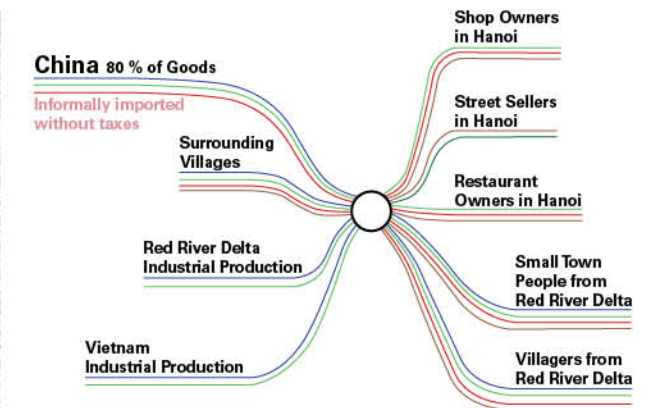 China 80 % of Goods
Informally imported
without taxes
Surrounding
Villages
Red River Delta
Industrial Production
Vietnam
Industrial Production
Shop Owners
in Hanoi
Street Sellers
in Hanoi
Restaurant
Owners in Hanoi
Small Town
People from
Red River Delta
Villagers from
Red River Delta